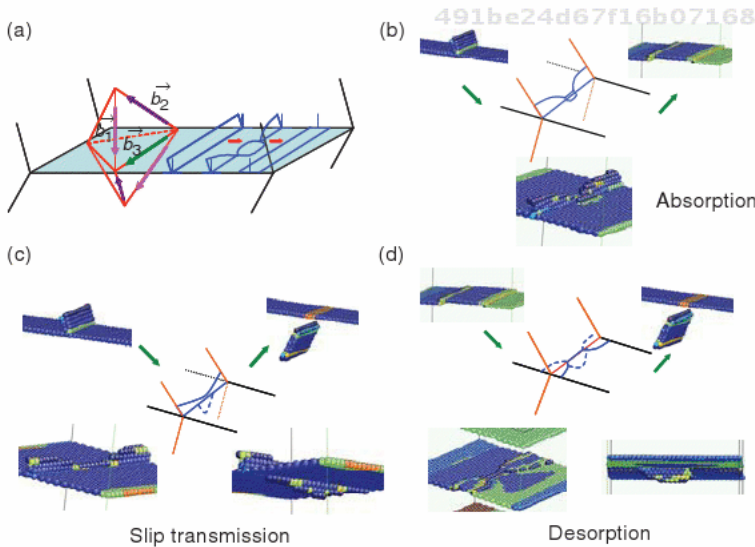 491be24d67f16b07168
(a)
(b)
b₂
b₁
b₃
Absorption
(c)
(d)
Slip transmission
Desorption